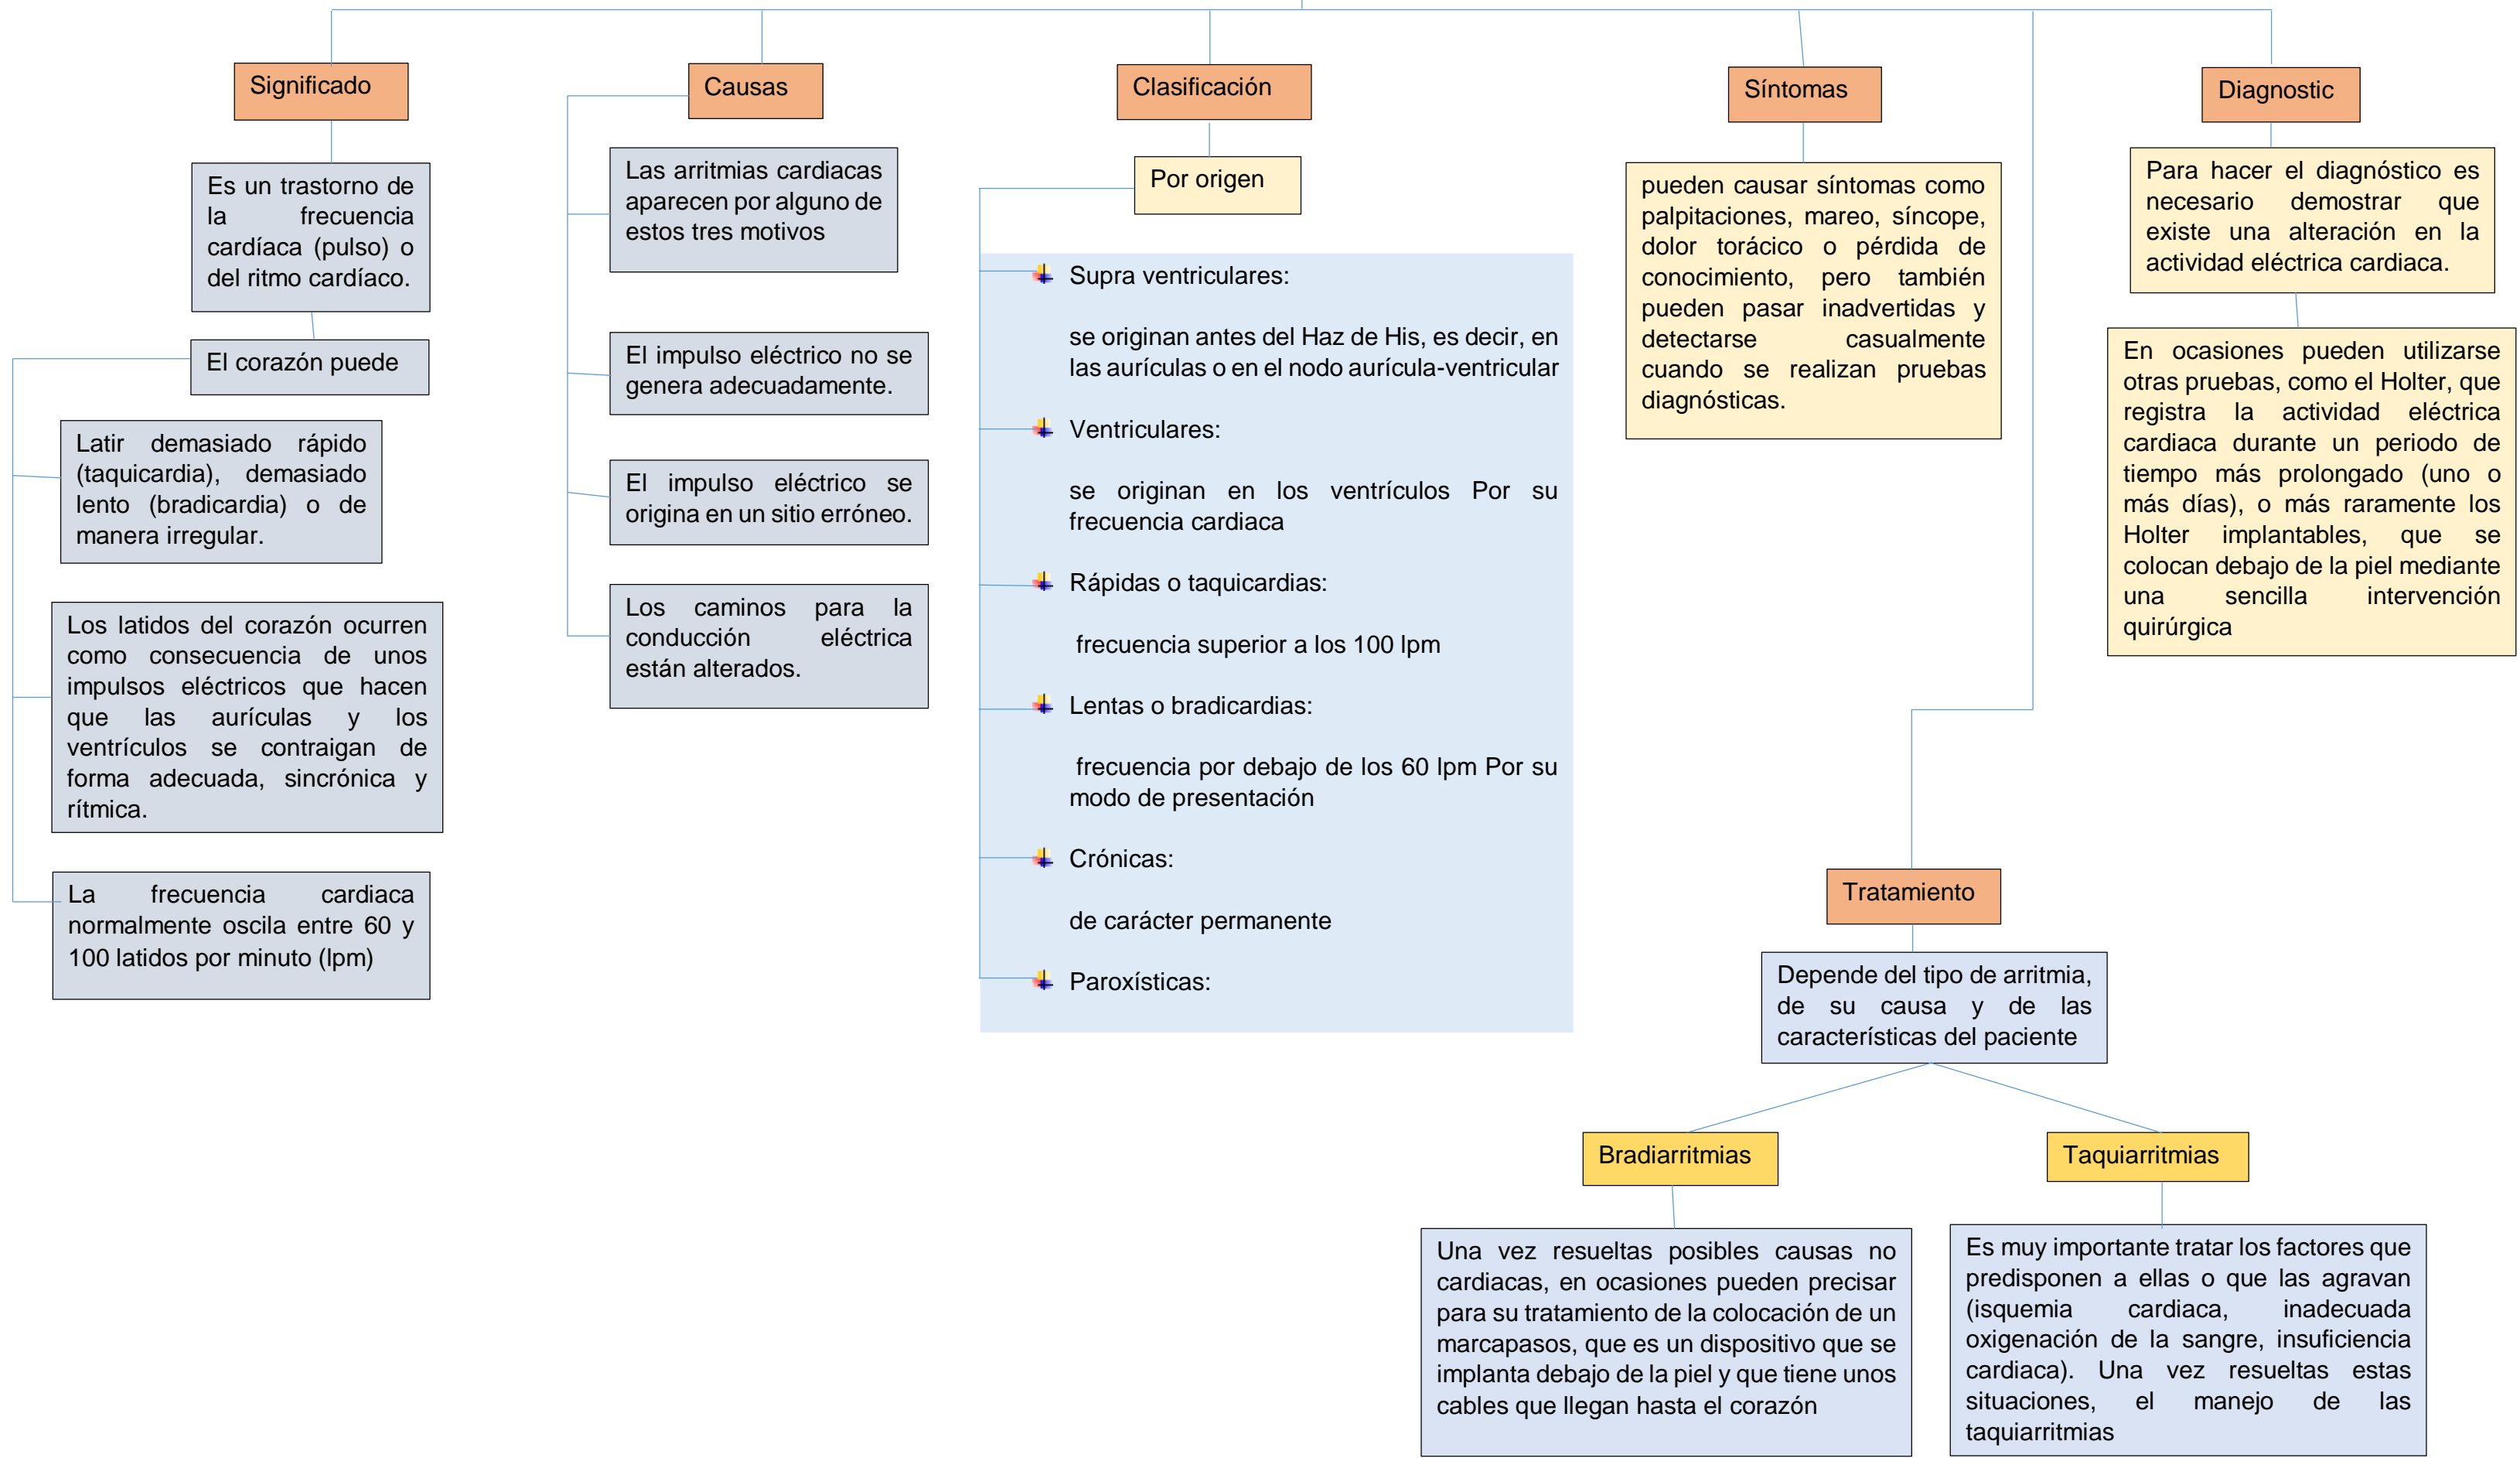 Significado
Es un trastorno de
la frecuencia
cardíaca (pulso) o
del ritmo cardíaco.
El corazón puede
Latir demasiado rápido
(taquicardia), demasiado
lento (bradicardia) o de
manera irregular.
Los latidos del corazón ocurren
como consecuencia de unos
impulsos eléctricos que hacen
que las aurículas y los
ventrículos se contraigan de
forma adecuada, sincrónica y
rítmica.
La frecuencia cardiaca
normalmente oscila entre 60 y
100 latidos por minuto (lpm)
Causas
Las arritmias cardiacas
aparecen por alguno de
estos tres motivos
El impulso eléctrico no se
genera adecuadamente.
El impulso eléctrico se
origina en un sitio erróneo.
Los caminos para la
conducción eléctrica
están alterados.
Clasificación
Por origen
Supra ventriculares:
se originan antes del Haz de His, es decir, en
las aurículas o en el nodo aurícula-ventricular
Ventriculares:
se originan en los ventrículos Por su
frecuencia cardiaca
Rápidas o taquicardias:
frecuencia superior a los 100 lpm
Lentas o bradicardias:
frecuencia por debajo de los 60 lpm Por su
modo de presentación
Crónicas:
de carácter permanente
Paroxísticas:
Síntomas
pueden causar síntomas como
palpitaciones, mareo, síncope,
dolor torácico o pérdida de
conocimiento, pero también
pueden pasar inadvertidas y
detectarse casualmente
cuando se realizan pruebas
diagnósticas.
Diagnostic
Para hacer el diagnóstico es
necesario demostrar que
existe una alteración en la
actividad eléctrica cardiaca.
En ocasiones pueden utilizarse
otras pruebas, como el Holter, que
registra la actividad eléctrica
cardiaca durante un periodo de
tiempo más prolongado (uno o
más días), o más raramente los
Holter implantables, que se
colocan debajo de la piel mediante
una sencilla intervención
quirúrgica
Tratamiento
Depende del tipo de arritmia,
de su causa y de las
características del paciente
Bradiarritmias
Una vez resueltas posibles causas no
cardiacas, en ocasiones pueden precisar
para su tratamiento de la colocación de un
marcapasos, que es un dispositivo que se
implanta debajo de la piel y que tiene unos
cables que llegan hasta el corazón
Taquiarritmias
Es muy importante tratar los factores que
predisponen a ellas o que las agravan
(isquemia cardiaca, inadecuada
oxigenación de la sangre, insuficiencia
cardiaca). Una vez resueltas estas
situaciones, el manejo de las
taquiarritmias